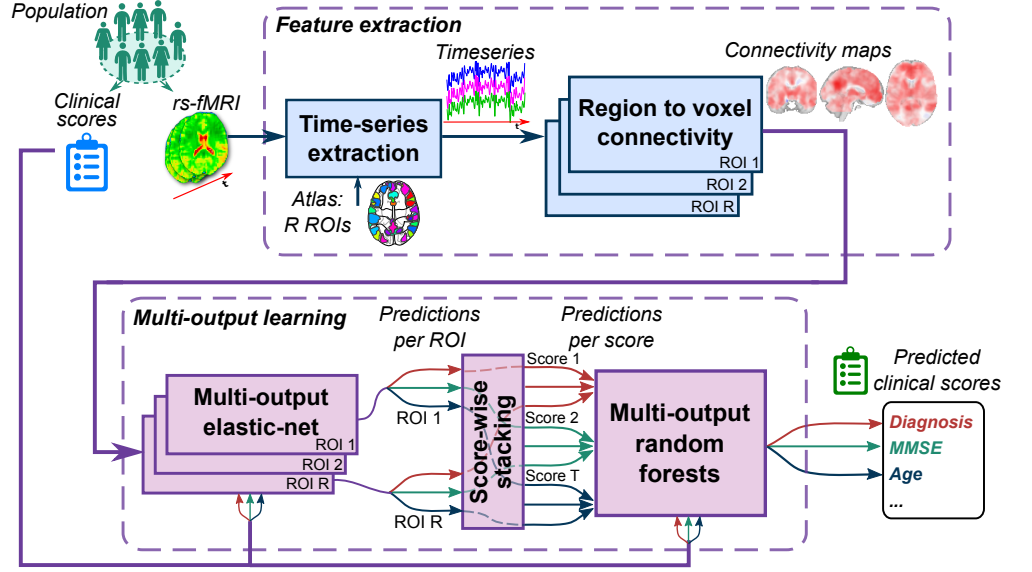 Population
Feature extraction
Timeseries
Connectivity maps
Clinical
scores
rs-fMRI
t
Time-series
extraction
t
Region to voxel
connectivity
ROI 1
ROI 2
ROI R
Atlas:
R ROIs
Multi-output learning
Predictions
per ROI
Predictions
per score
Multi-output
elastic-net
ROI 1
ROI 2
ROI R
ROI 1
ROI R
Score-wise
stacking
Score 1
Score 2
Score T
Multi-output
random
forests
Predicted
clinical scores
Diagnosis
MMSE
Age
...